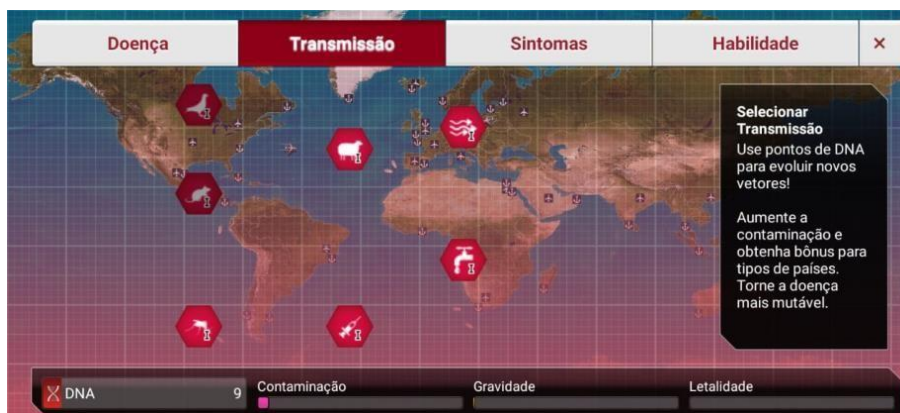 Doença
Transmissão
Sintomas
Habilidade
×
Selecionar
Transmissão
Use pontos de DNA
para evoluir novos
vetores!
Aumente a
contaminação e
obtenha bônus para
tipos de países.
Torne a doença
mais mutável.
DNA 9
Contaminação
Gravidade
Letalidade